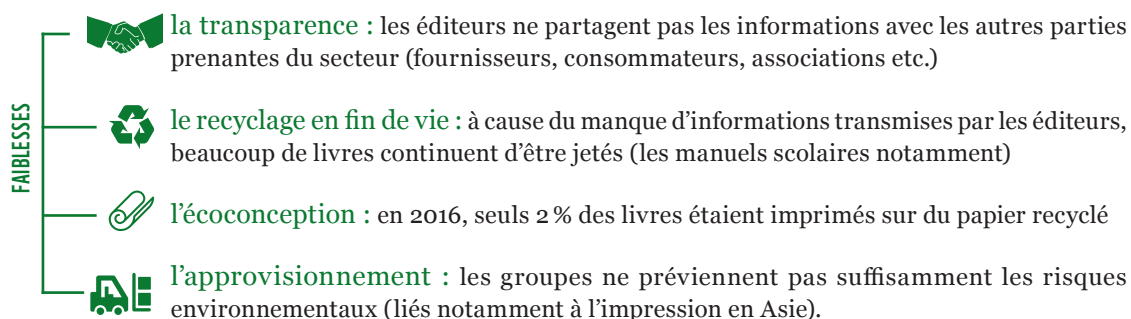 FAIBLESSES
la transparence : les éditeurs ne partagent pas les informations avec les autres parties
prenantes du secteur (fournisseurs, consommateurs, associations etc.)
le recyclage en fin de vie : à cause du manque d’informations transmises par les éditeurs,
beaucoup de livres continuent d’être jetés (les manuels scolaires notamment)
l’écoconception : en 2016, seuls 2 % des livres étaient imprimés sur du papier recyclé
l’approvisionnement : les groupes ne préviennent pas suffisamment les risques
environnementaux (liés notamment à l’impression en Asie).